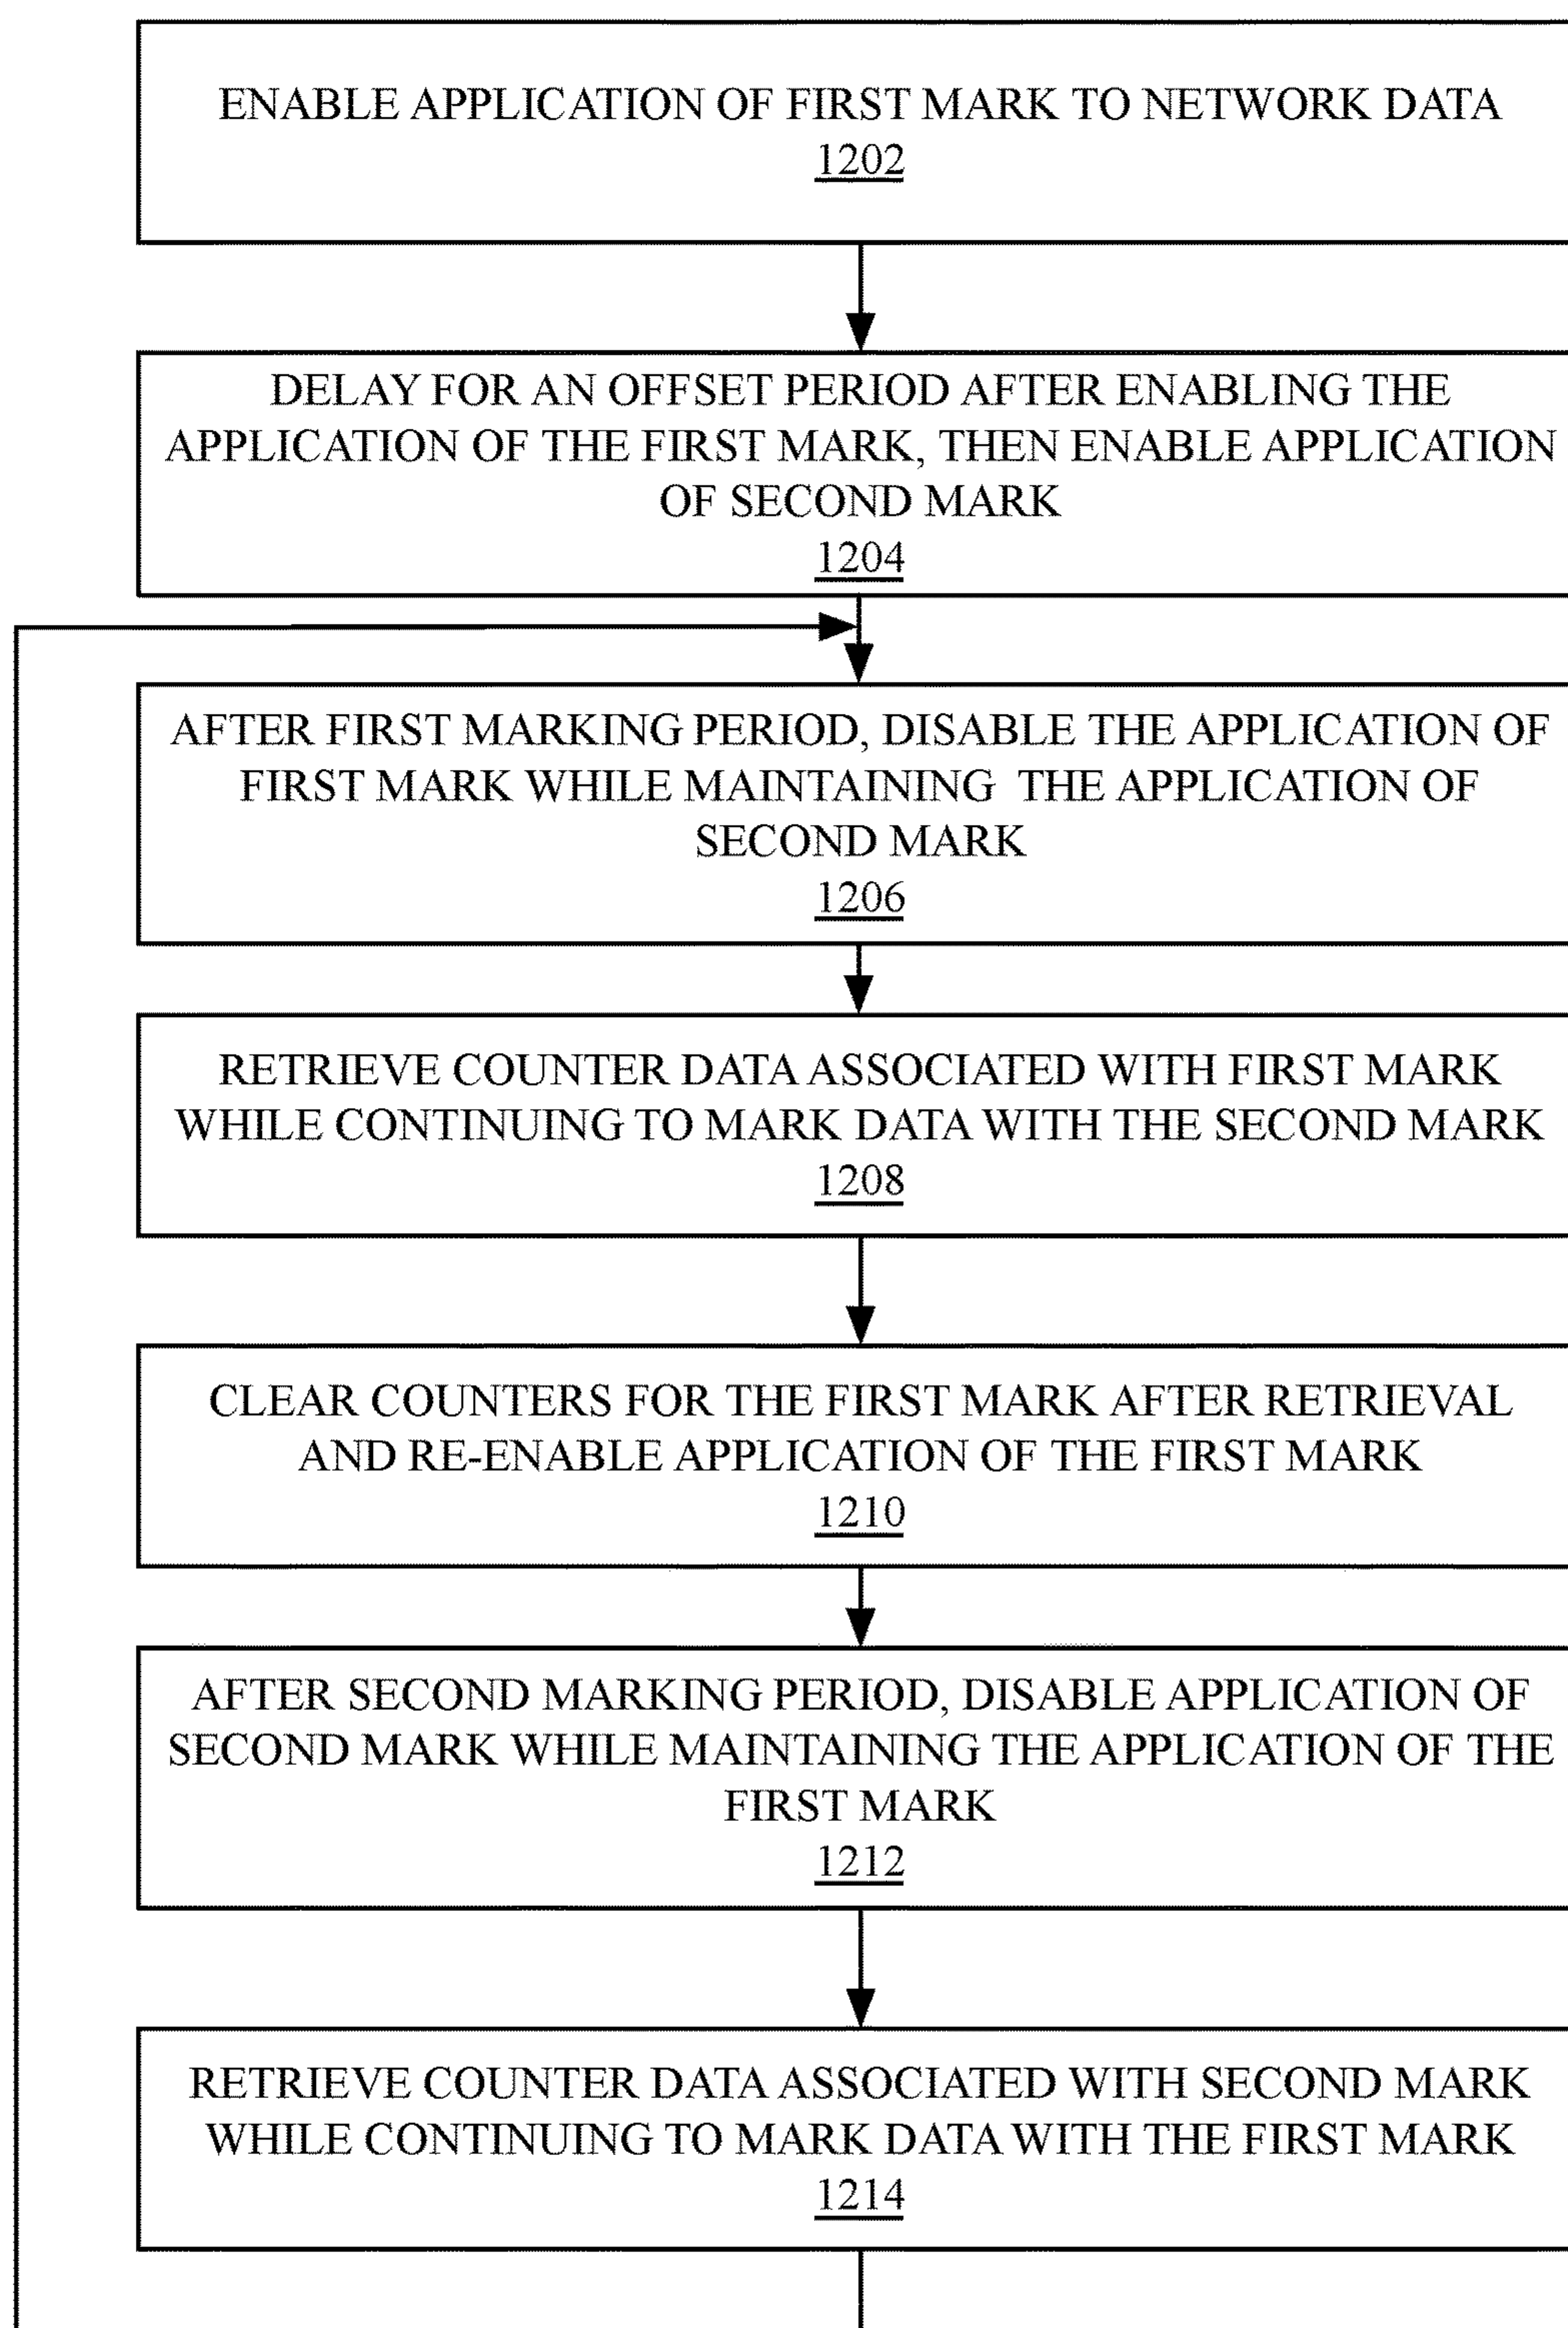 ENABLE APPLICATION OF FIRST MARK TO NETWORK DATA
1202
DELAY FOR AN OFFSET PERIOD AFTER ENABLING THE
APPLICATION OF THE FIRST MARK, THEN ENABLE APPLICATION
OF SECOND MARK
1204
AFTER FIRST MARKING PERIOD, DISABLE THE APPLICATION OF
FIRST MARK WHILE MAINTAINING THE APPLICATION OF
SECOND MARK
1206
RETRIEVE COUNTER DATA ASSOCIATED WITH FIRST MARK
WHILE CONTINUING TO MARK DATA WITH THE SECOND MARK
1208
CLEAR COUNTERS FOR THE FIRST MARK AFTER RETRIEVAL
AND RE-ENABLE APPLICATION OF THE FIRST MARK
1210
AFTER SECOND MARKING PERIOD, DISABLE APPLICATION OF
SECOND MARK WHILE MAINTAINING THE APPLICATION OF THE
FIRST MARK
1212
RETRIEVE COUNTER DATA ASSOCIATED WITH SECOND MARK
WHILE CONTINUING TO MARK DATA WITH THE FIRST MARK
1214